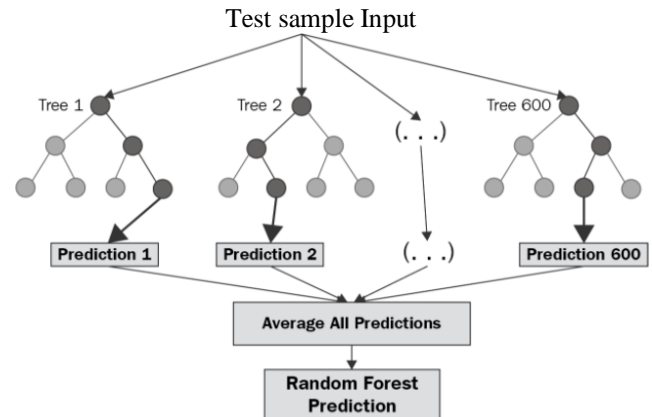 Test sample Input
Tree 1
Tree 2
Tree 600
(. . .)
Prediction 1
Prediction 2
(. . .)
Prediction 600
Average All Predictions
Random Forest
Prediction